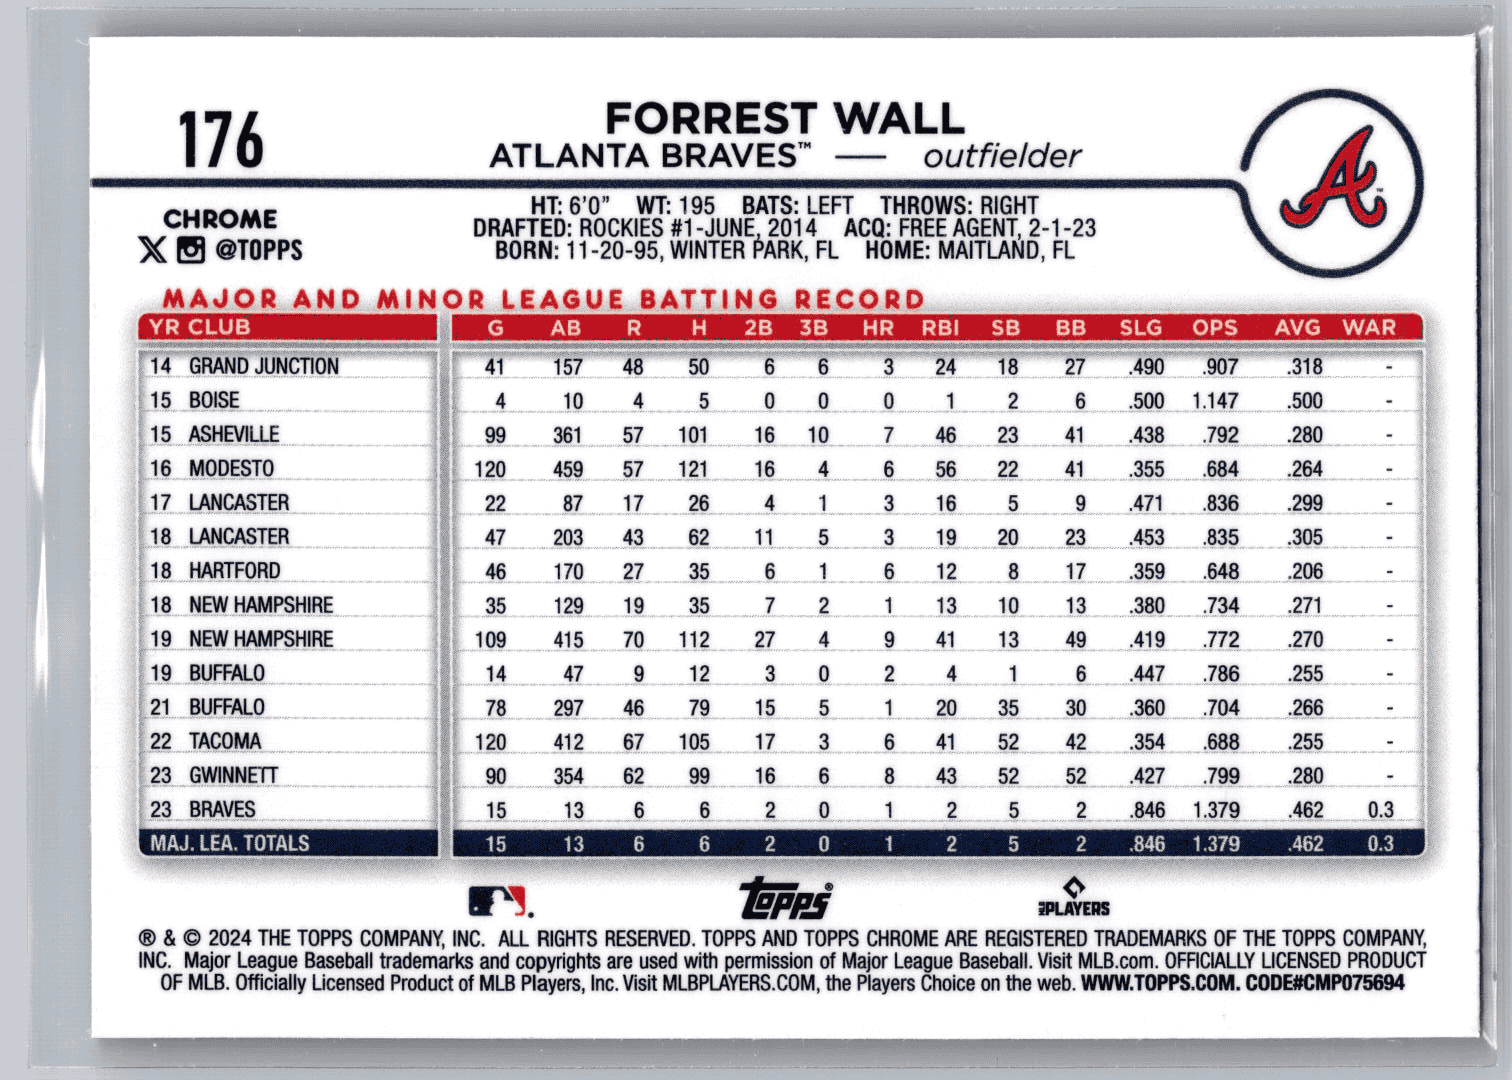 176
FORREST WALL
ATLANTA BRAVES™ — outfielder
CHROME
@TOPPS
HT: 6'0" WT: 195 BATS: LEFT THROWS: RIGHT
DRAFTED: ROCKIES #1-JUNE, 2014 ACQ: FREE AGENT, 2-1-23
BORN: 11-20-95, WINTER PARK, FL HOME: MAITLAND, FL
MAJOR AND MINOR LEAGUE BATTING RECORD
YR CLUB G AB R H 2B 3B HR RBI SB BB SLG OPS AVG WAR
14 GRAND JUNCTION 41 157 48 50 6 6 3 24 18 27 .490 .907 .318 -
15 BOISE 4 10 4 5 0 0 0 1 2 6 .500 1.147 .500 -
15 ASHEVILLE 99 361 57 101 16 10 7 46 23 41 .438 .792 .280 -
16 MODESTO 120 459 57 121 16 4 6 56 22 41 .355 .684 .264 -
17 LANCASTER 22 87 17 26 4 1 3 16 5 9 .471 .836 .299 -
18 LANCASTER 47 203 43 62 11 5 3 19 20 23 .453 .835 .305 -
18 HARTFORD 46 170 27 35 6 1 6 12 8 17 .359 .648 .206 -
18 NEW HAMPSHIRE 35 129 19 35 7 2 1 13 10 13 .380 .734 .271 -
19 NEW HAMPSHIRE 109 415 70 112 27 4 9 41 13 49 .419 .772 .270 -
19 BUFFALO 14 47 9 12 3 0 2 4 1 6 .447 .786 .255 -
21 BUFFALO 78 297 46 79 15 5 1 20 35 30 .360 .704 .266 -
22 TACOMA 120 412 67 105 17 3 6 41 52 42 .354 .688 .255 -
23 GWINNETT 90 354 62 99 16 6 8 43 52 52 .427 .799 .280 -
23 BRAVES 15 13 6 6 2 0 1 2 5 2 .846 1.379 .462 0.3
MAJ. LEA. TOTALS 15 13 6 6 2 0 1 2 5 2 .846 1.379 .462 0.3
Topps® MLBPLAYERS
® & © 2024 THE TOPPS COMPANY, INC. ALL RIGHTS RESERVED. TOPPS AND TOPPS CHROME ARE REGISTERED TRADEMARKS OF THE TOPPS COMPANY,
INC. Major League Baseball trademarks and copyrights are used with permission of Major League Baseball. Visit MLB.com. OFFICIALLY LICENSED PRODUCT
OF MLB. Officially Licensed Product of MLB Players, Inc. Visit MLBPLAYERS.COM, the Players Choice on the web. WWW.TOPPS.COM. CODE#CMP075694